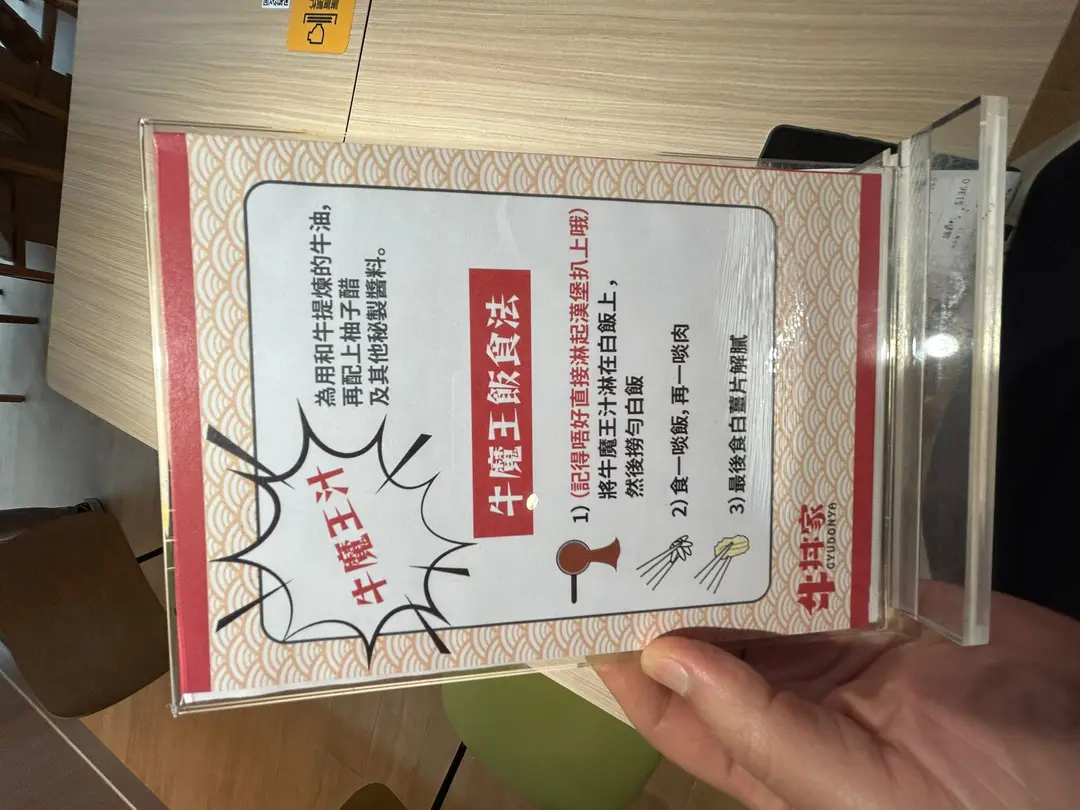 牛魔王汁
為用和牛提煉的牛油,
再配上柚子醋
及其他秘製醬料。
牛魔王飯食法
1) (記得唔好直接淋起漢堡扒上哦)
將牛魔王汁淋在白飯上,
然後撈勻白飯
2) 食一啖飯, 再一啖肉
3) 最後食白薑片解膩
牛丼家
GYUDONYA